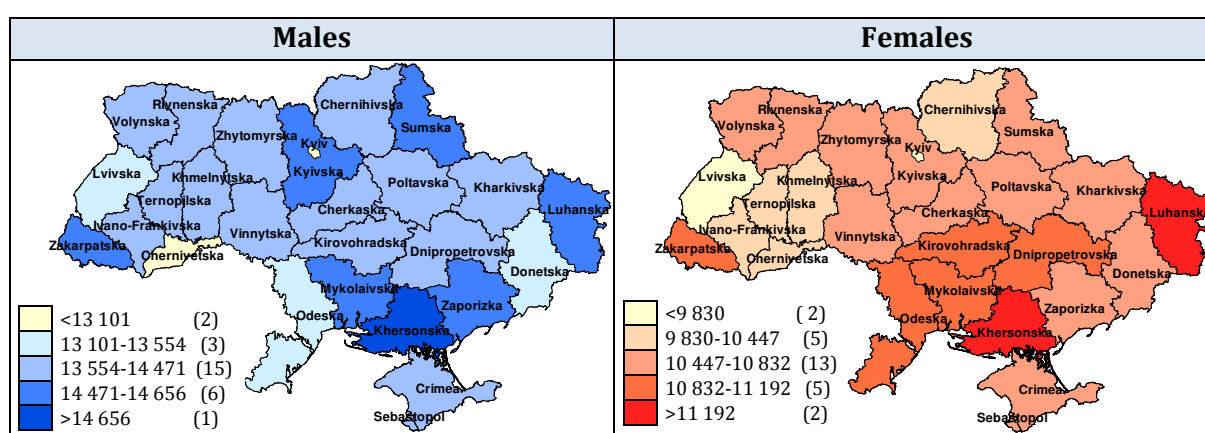 Males
Females
Rivnenska
Volynska
Chernihivska
Sumska
Zhytomyrska
Kyiv
Kyivska
Lvivska
Khmelnytska
Ternopilska
Poltavska
Kharkivska
Cherkaska
Luhanska
Ivano-Frankivska
Vinnytska
Zakarpatska
Chernivetska
Kirovohradska
Dnipropetrovska
Donetska
Mykolaivska
Zaporizka
Odeska
Khersonska
Crimea
Sebastopol
<13 101 (2)
13 101-13 554 (3)
13 554-14 471 (15)
14 471-14 656 (6)
>14 656 (1)
Rivnenska
Volynska
Chernihivska
Sumska
Zhytomyrska
Kyiv
Kyivska
Lvivska
Khmelnytska
Ternopilska
Poltavska
Kharkivska
Cherkaska
Luhanska
Ivano-Frankivska
Vinnytska
Zakarpatska
Chernivetska
Kirovohradska
Dnipropetrovska
Donetska
Mykolaivska
Zaporizka
Odeska
Khersonska
Crimea
Sebastopol
<9 830 ( 2)
9 830-10 447 (5)
10 447-10 832 (13)
10 832-11 192 (5)
>11 192 (2)